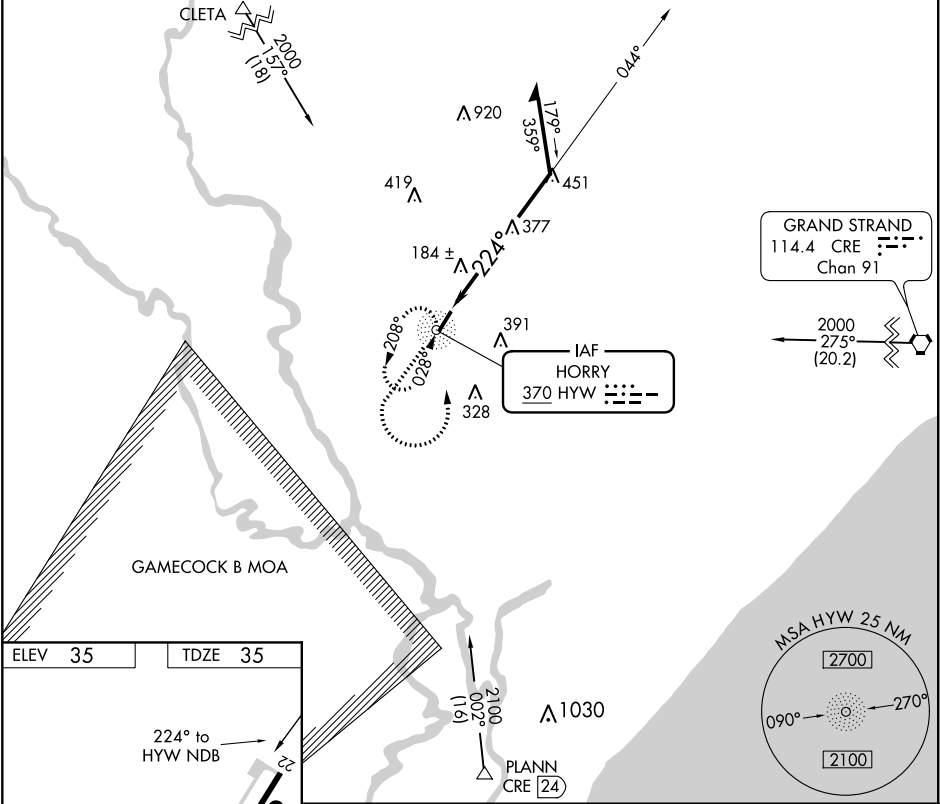 CLETA
2000
157°
(18)
044°
920
179°
359°
451
419
377
224°
184 ±
GRAND STRAND
114.4 CRE
Chan 91
2000
275°
(20.2)
208°
028°
391
IAF
HORRY
370 HYW
328
GAMECOCK B MOA
MSA HYW 25 NM
2700
090°
270°
2100
ELEV 35
TDZE 35
2100
002°
(16)
1030
224° to
HYW NDB
22
PLANN
CRE 24